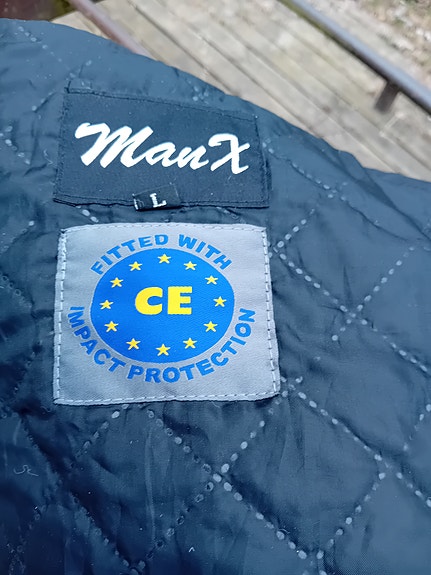 ManX
L
FITTED WITH
CE
IMPACT PROTECTION